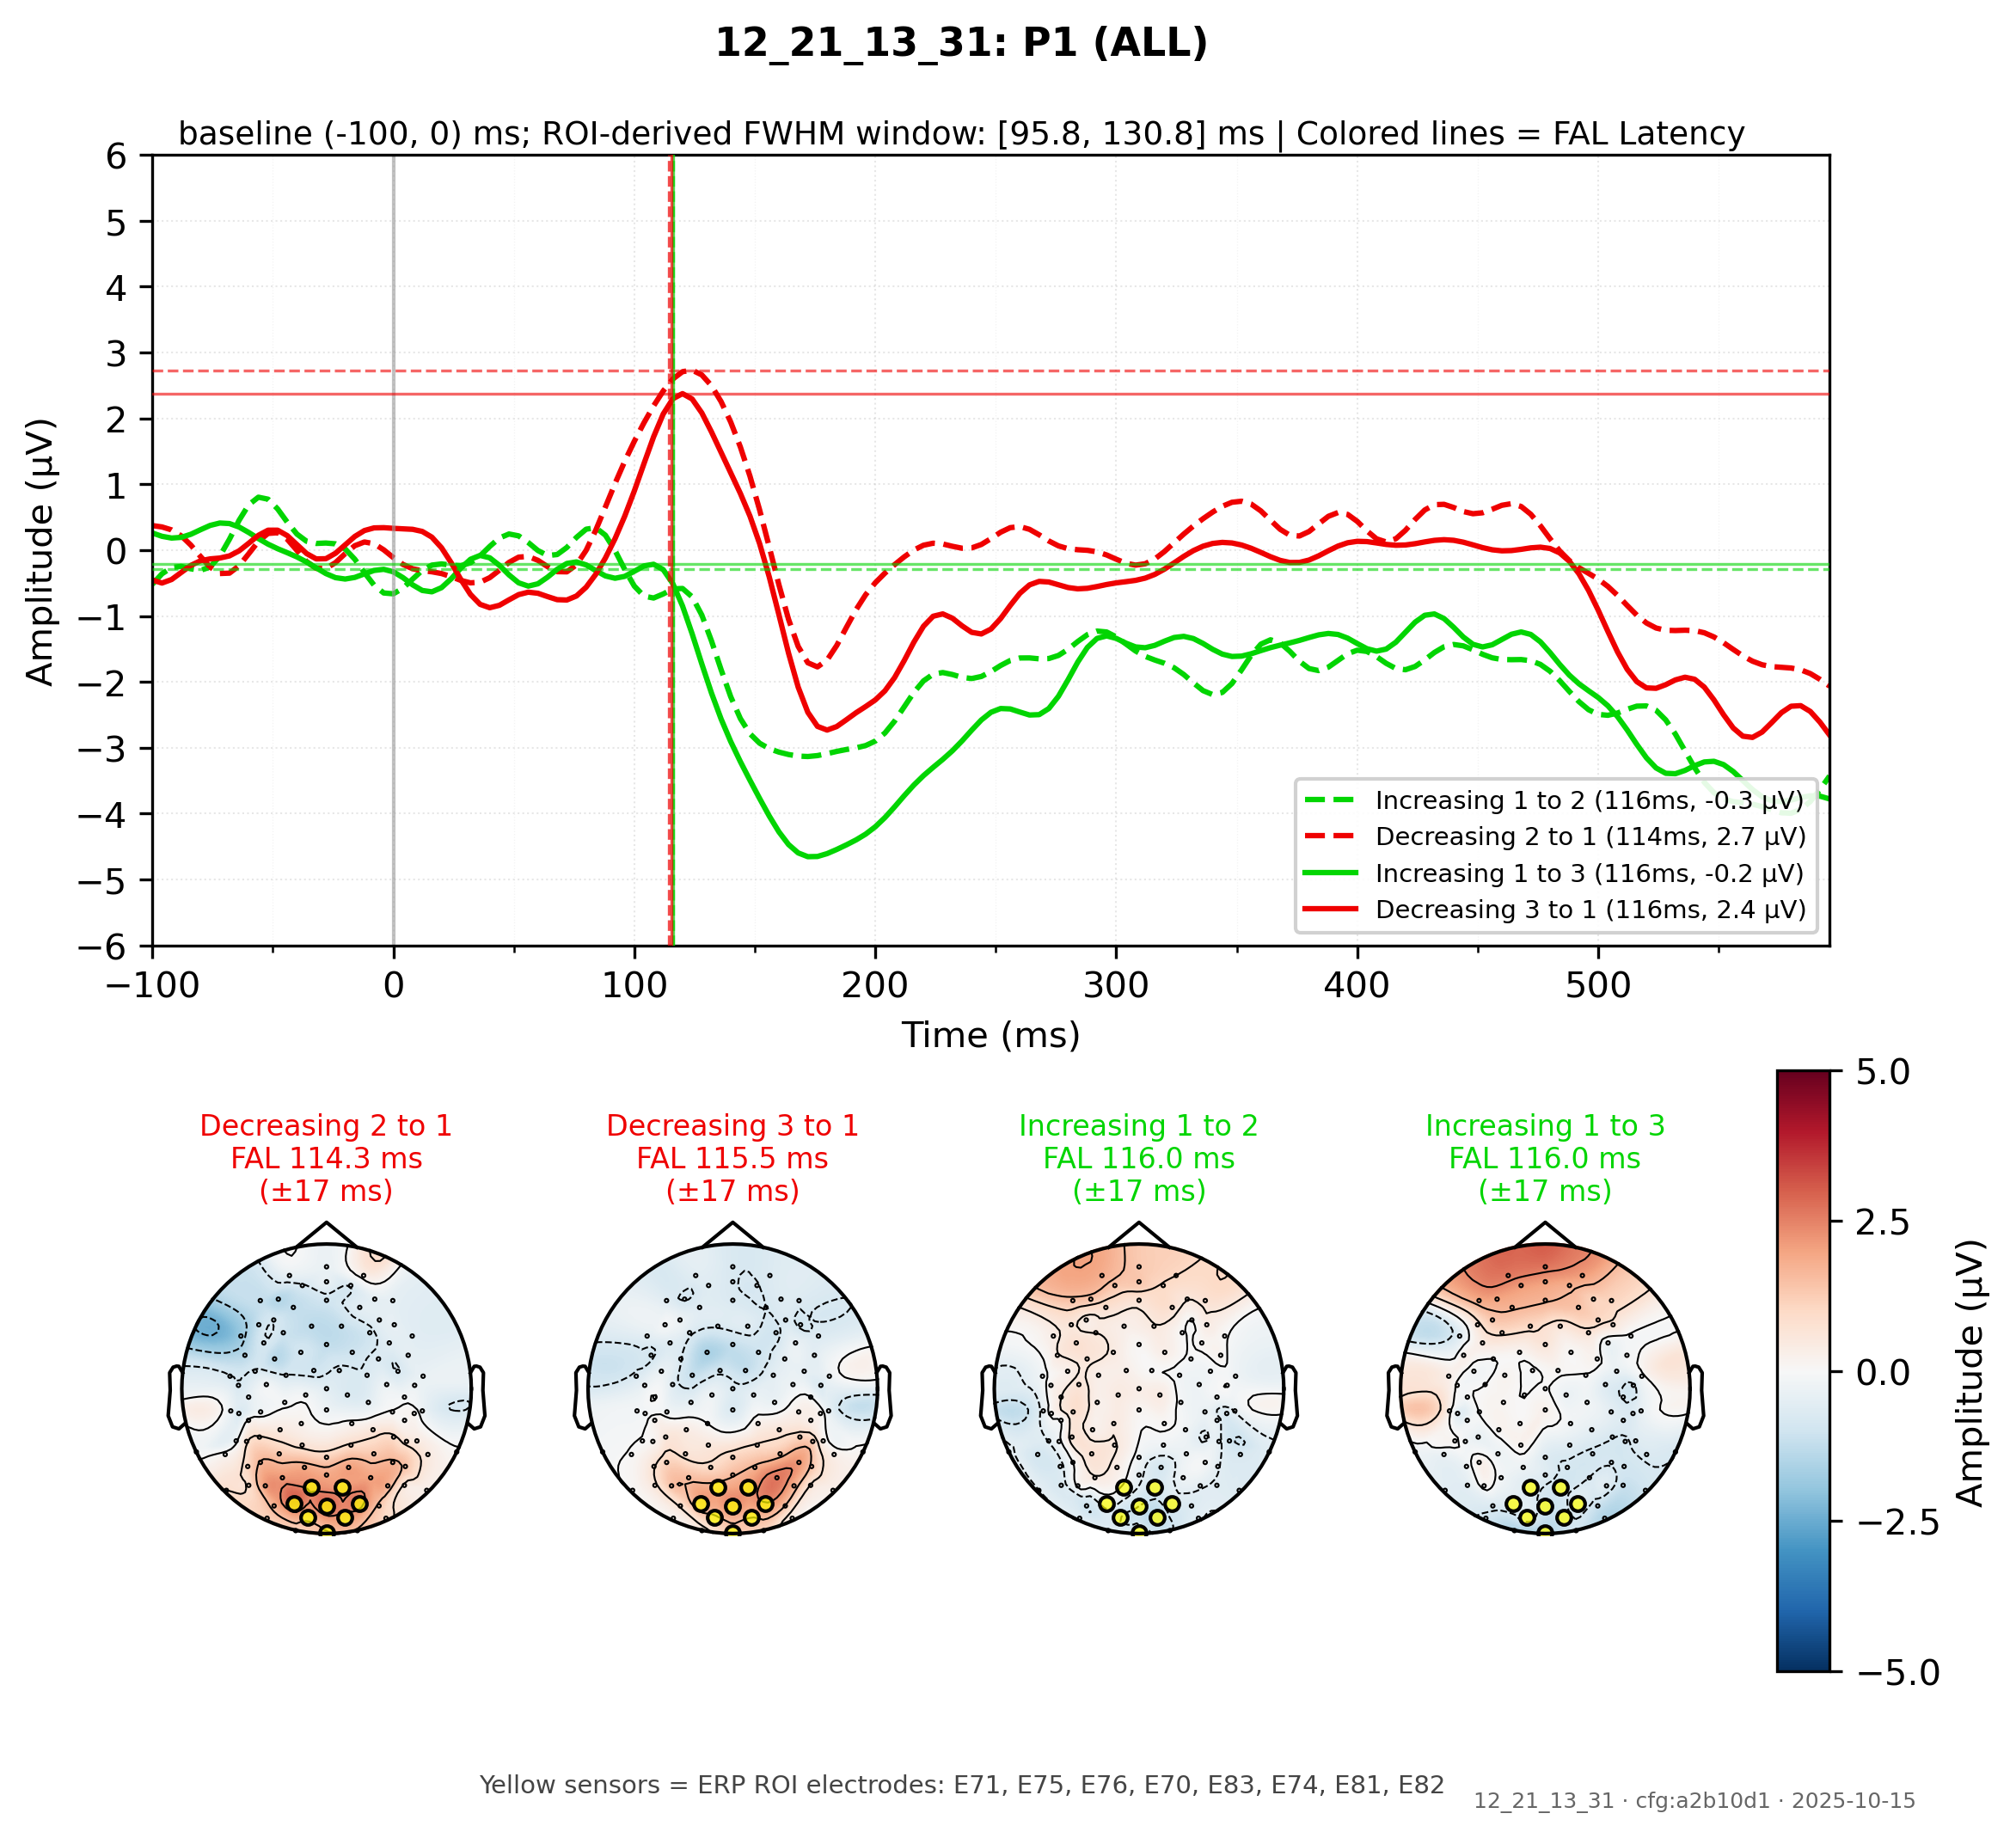 12_21_13_31: P1 (ALL)
baseline (-100, 0) ms; ROI-derived FWHM window: [95.8, 130.8] ms | Colored lines = FAL Latency
6
5
4
3
2
1
0
−1
−2
−3
−4
−5
−6
Amplitude (μV)
Increasing 1 to 2 (116ms, -0.3 μV)
Decreasing 2 to 1 (114ms, 2.7 μV)
Increasing 1 to 3 (116ms, -0.2 μV)
Decreasing 3 to 1 (116ms, 2.4 μV)
−100 0 100 200 300 400 500
Time (ms)
Decreasing 2 to 1
FAL 114.3 ms
(±17 ms)
Decreasing 3 to 1
FAL 115.5 ms
(±17 ms)
Increasing 1 to 2
FAL 116.0 ms
(±17 ms)
Increasing 1 to 3
FAL 116.0 ms
(±17 ms)
5.0
2.5
0.0
−2.5
−5.0
Amplitude (μV)
Yellow sensors = ERP ROI electrodes: E71, E75, E76, E70, E83, E74, E81, E82
12_21_13_31 · cfg:a2b10d1 · 2025-10-15